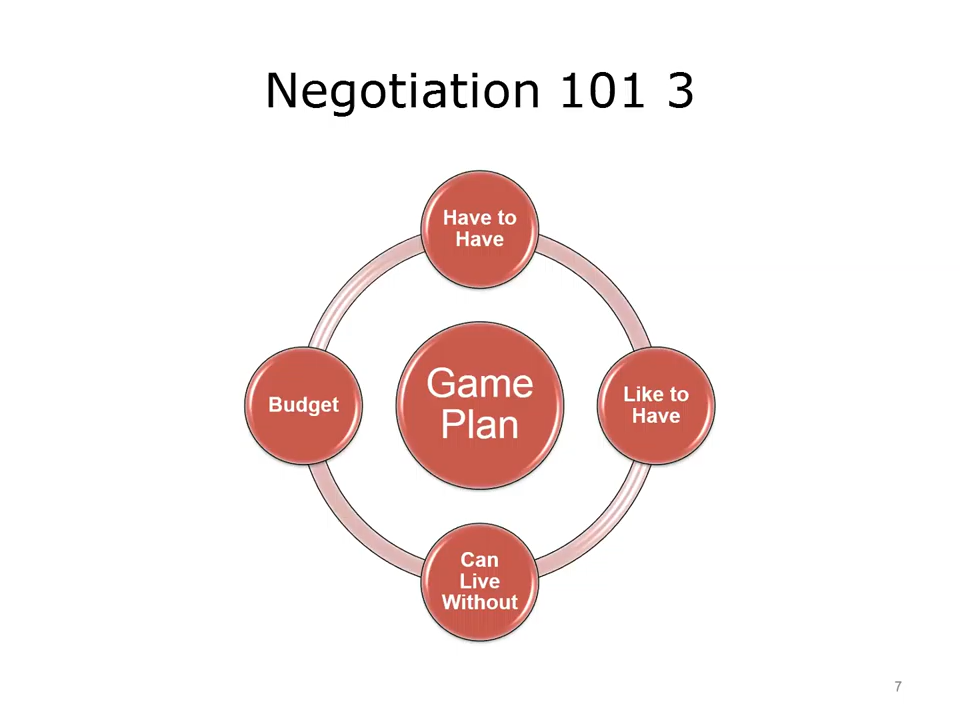 Negotiation 101 3
Have to
Have
Game
Plan
Budget
Like to
Have
Can
Live
Without
7